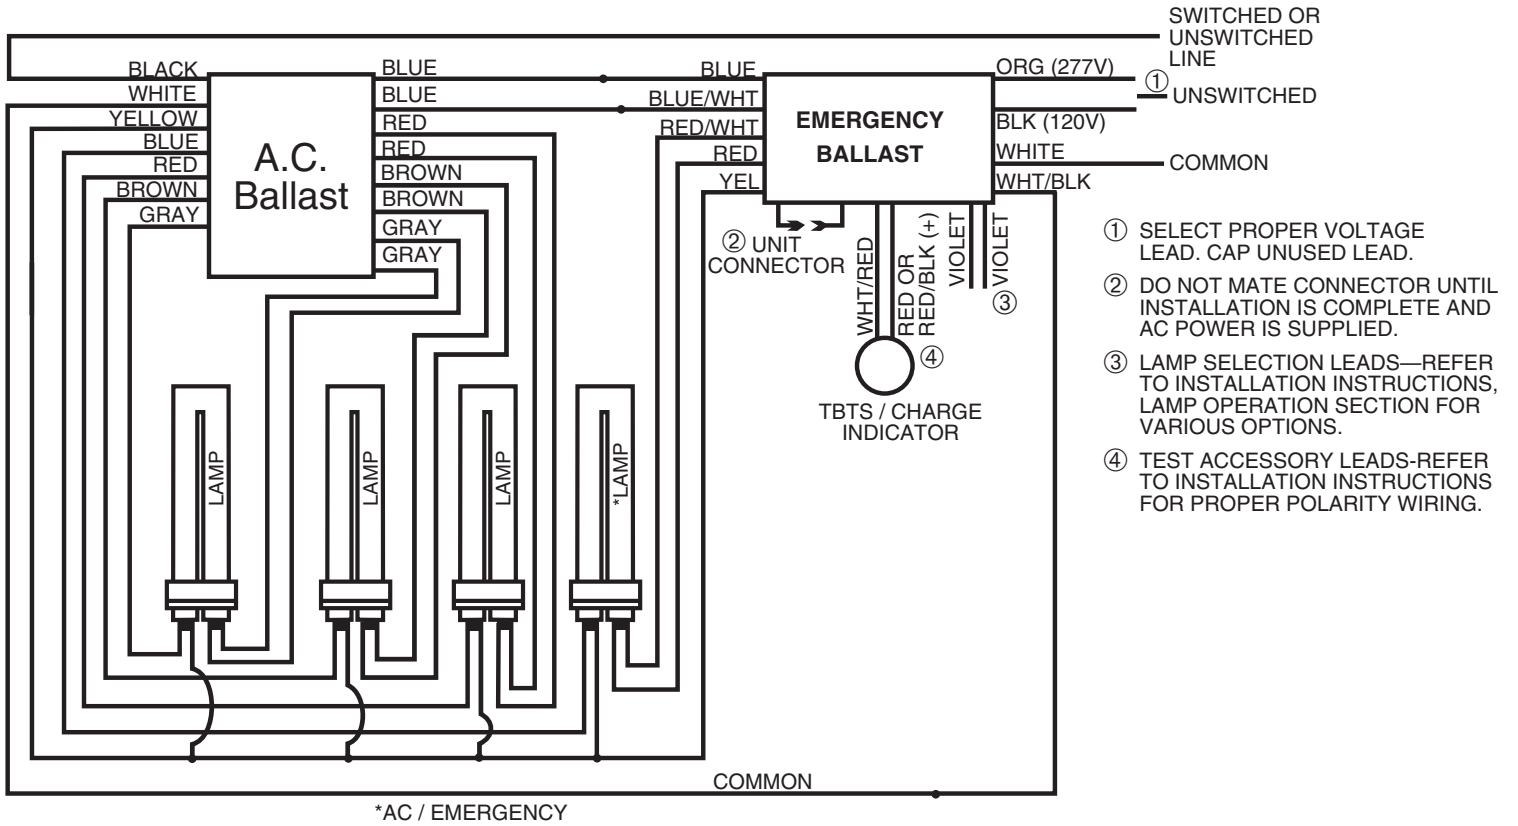 SWITCHED OR
UNSWITCHED
LINE
BLACK
WHITE
YELLOW
BLUE
RED
BROWN
GRAY
A.C.
Ballast
BLUE
BLUE
RED
RED
BROWN
BROWN
GRAY
GRAY
BLUE
BLUE/WHT
RED/WHT
RED
YEL
EMERGENCY
BALLAST
ORG (277V)
① UNSWITCHED
BLK (120V)
WHITE
COMMON
WHT/BLK
② UNIT
CONNECTOR
WHT/RED
RED OR
RED/BLK (+)
VIOLET
VIOLET
③
④
TBTS / CHARGE
INDICATOR
LAMP
LAMP
LAMP
*LAMP
COMMON
*AC / EMERGENCY
① SELECT PROPER VOLTAGE
LEAD. CAP UNUSED LEAD.
② DO NOT MATE CONNECTOR UNTIL
INSTALLATION IS COMPLETE AND
AC POWER IS SUPPLIED.
③ LAMP SELECTION LEADS—REFER
TO INSTALLATION INSTRUCTIONS,
LAMP OPERATION SECTION FOR
VARIOUS OPTIONS.
④ TEST ACCESSORY LEADS-REFER
TO INSTALLATION INSTRUCTIONS
FOR PROPER POLARITY WIRING.